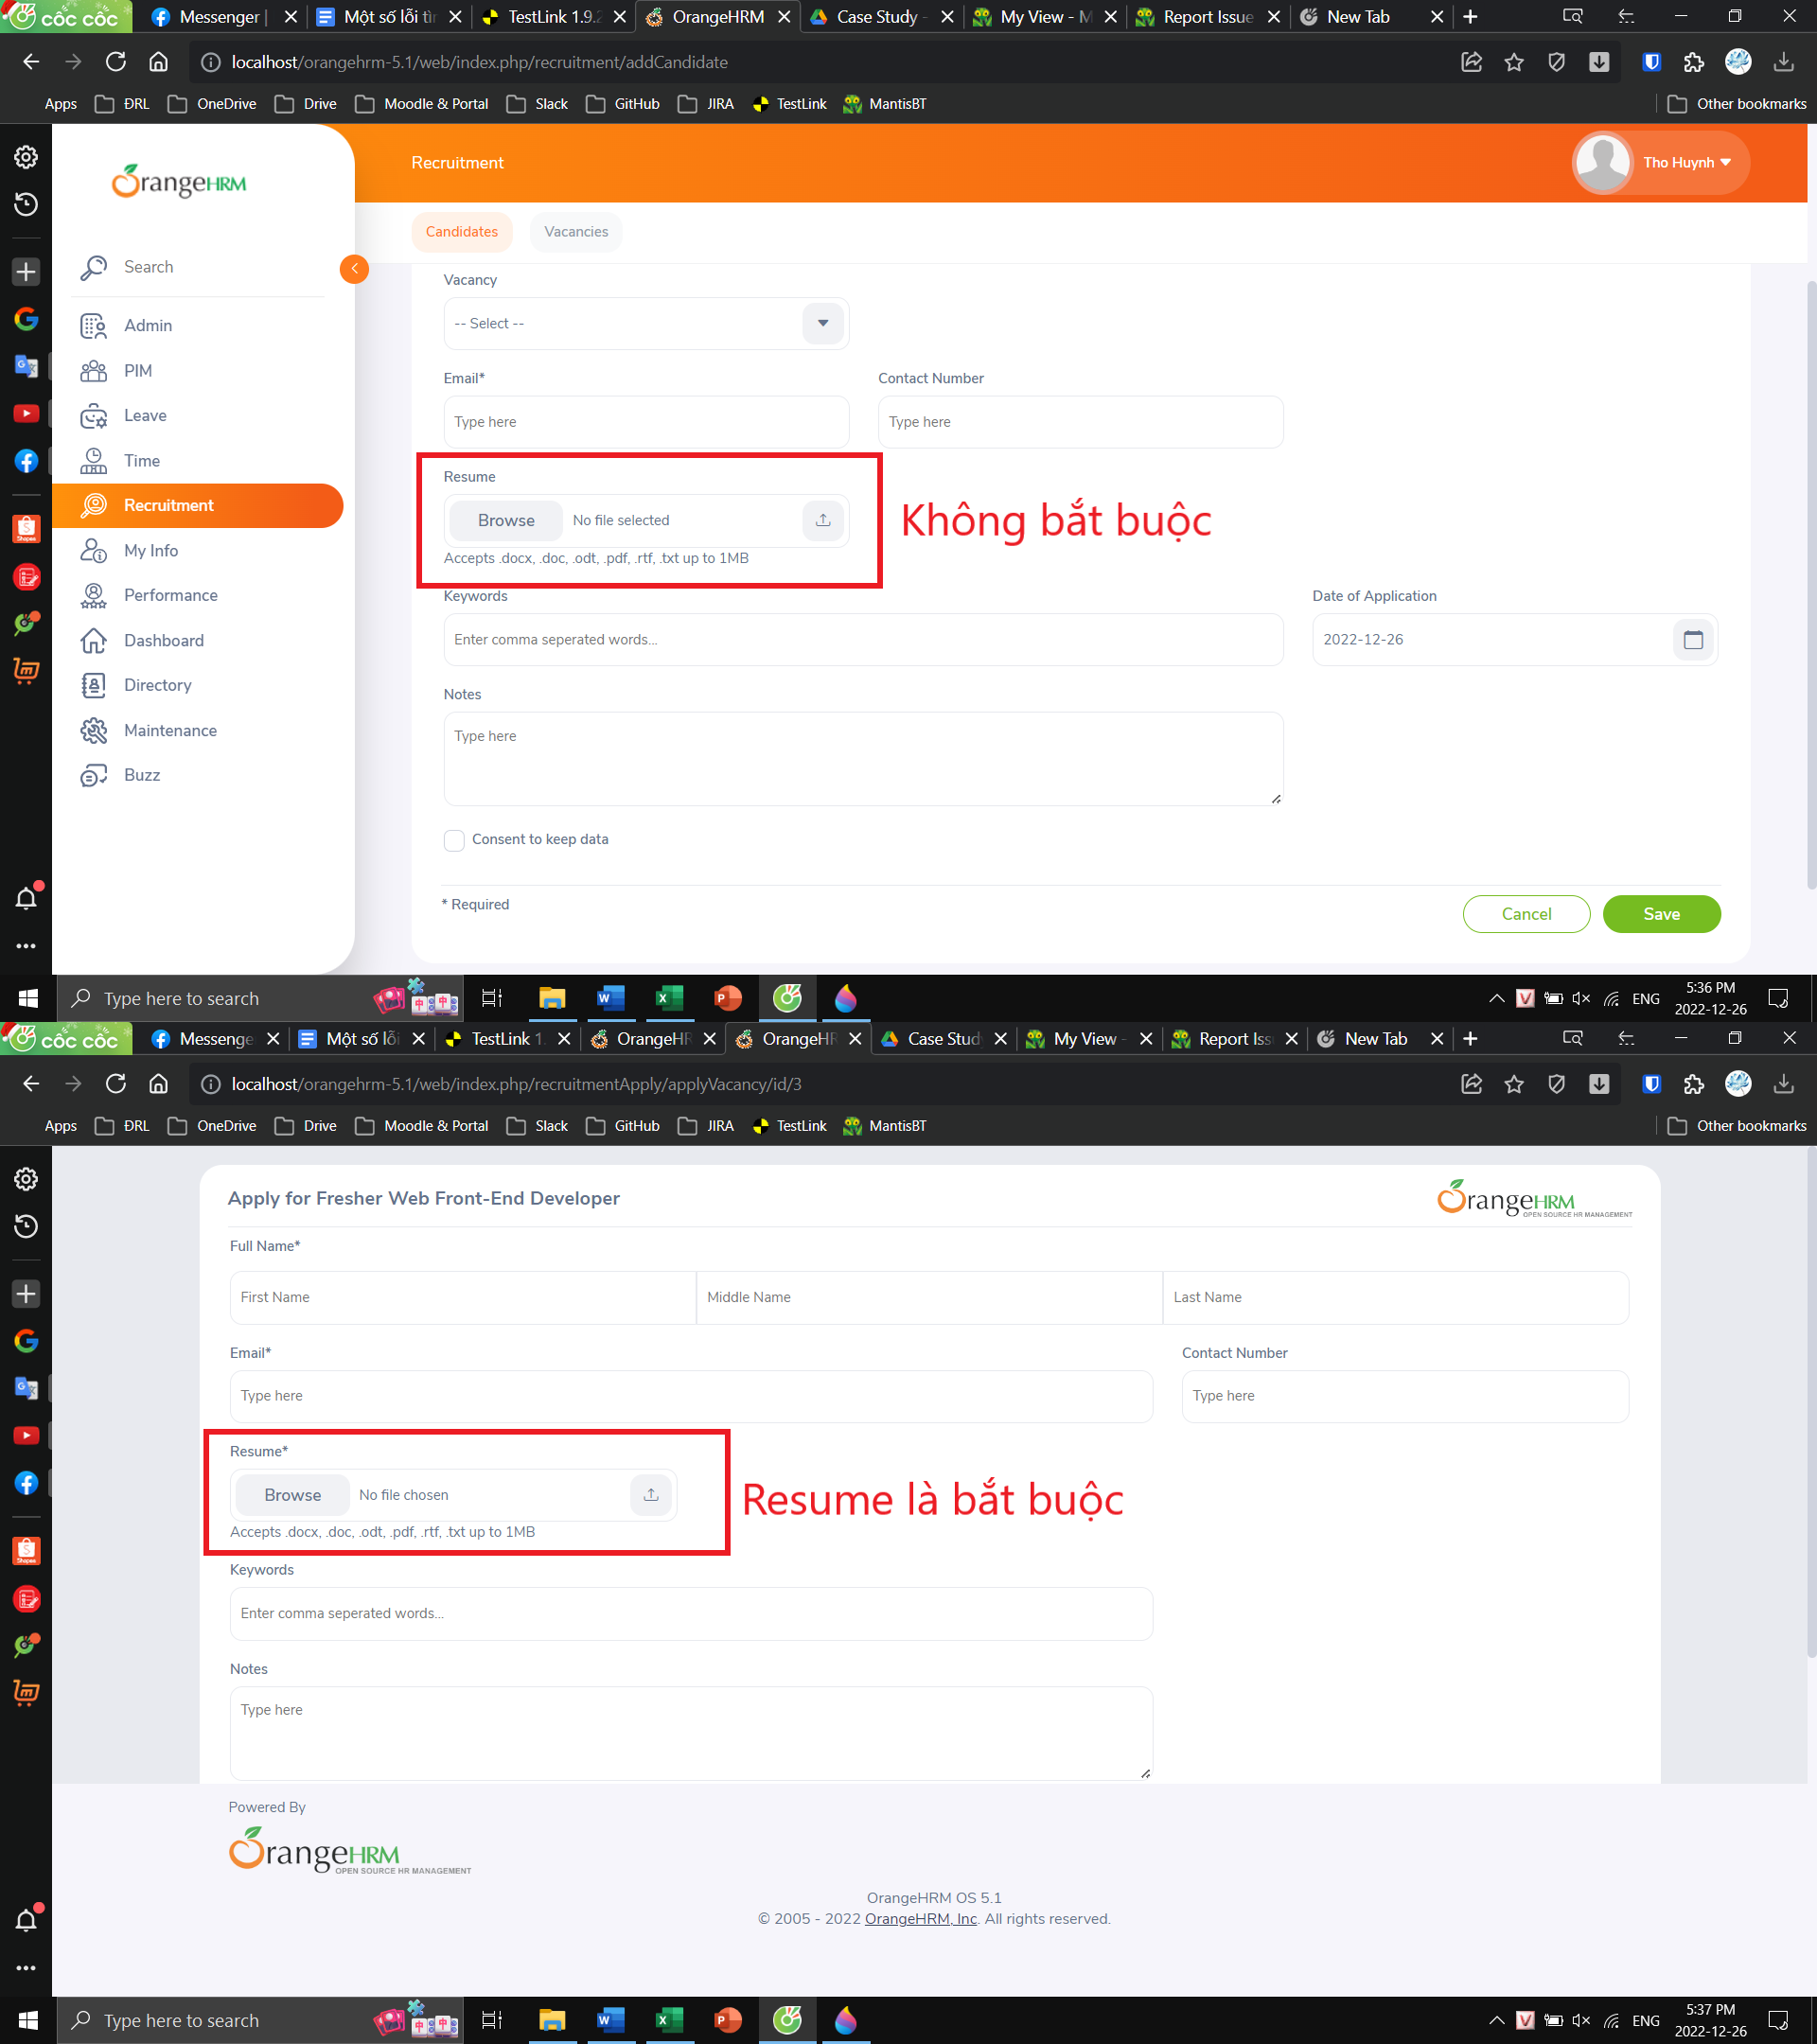 CỐC CỐC
Messenger |
Một số lỗi tìn
TestLink 1.9.2
OrangeHRM
Case Study -
My View - M
Report Issue
New Tab
localhost/orangehrm-5.1/web/index.php/recruitment/addCandidate
Apps
ĐRL
OneDrive
Drive
Moodle & Portal
Slack
GitHub
JIRA
TestLink
MantisBT
Other bookmarks
OrangeHRM
Recruitment
Tho Huynh
Candidates
Vacancies
Search
Admin
PIM
Leave
Time
Recruitment
My Info
Performance
Dashboard
Directory
Maintenance
Buzz
Vacancy
-- Select --
Email*
Contact Number
Type here
Type here
Resume
Browse
No file selected
Accepts .docx, .doc, .odt, .pdf, .rtf, .txt up to 1MB
Không bắt buộc
Keywords
Date of Application
Enter comma seperated words...
2022-12-26
Notes
Type here
Consent to keep data
* Required
Cancel
Save
Type here to search
ENG
5:36 PM
2022-12-26
CỐC CỐC
Messenge
Một số lỗi
TestLink 1.
OrangeHR
OrangeHR
Case Stud
My View -
Report Iss
New Tab
localhost/orangehrm-5.1/web/index.php/recruitmentApply/applyVacancy/id/3
Apps
ĐRL
OneDrive
Drive
Moodle & Portal
Slack
GitHub
JIRA
TestLink
MantisBT
Other bookmarks
Apply for Fresher Web Front-End Developer
OrangeHRM
OPEN SOURCE HR MANAGEMENT
Full Name*
First Name
Middle Name
Last Name
Email*
Contact Number
Type here
Type here
Resume*
Browse
No file chosen
Accepts .docx, .doc, .odt, .pdf, .rtf, .txt up to 1MB
Resume là bắt buộc
Keywords
Enter comma seperated words...
Notes
Type here
Powered By
OrangeHRM
OPEN SOURCE HR MANAGEMENT
OrangeHRM OS 5.1
© 2005 - 2022 OrangeHRM, Inc. All rights reserved.
Type here to search
ENG
5:37 PM
2022-12-26